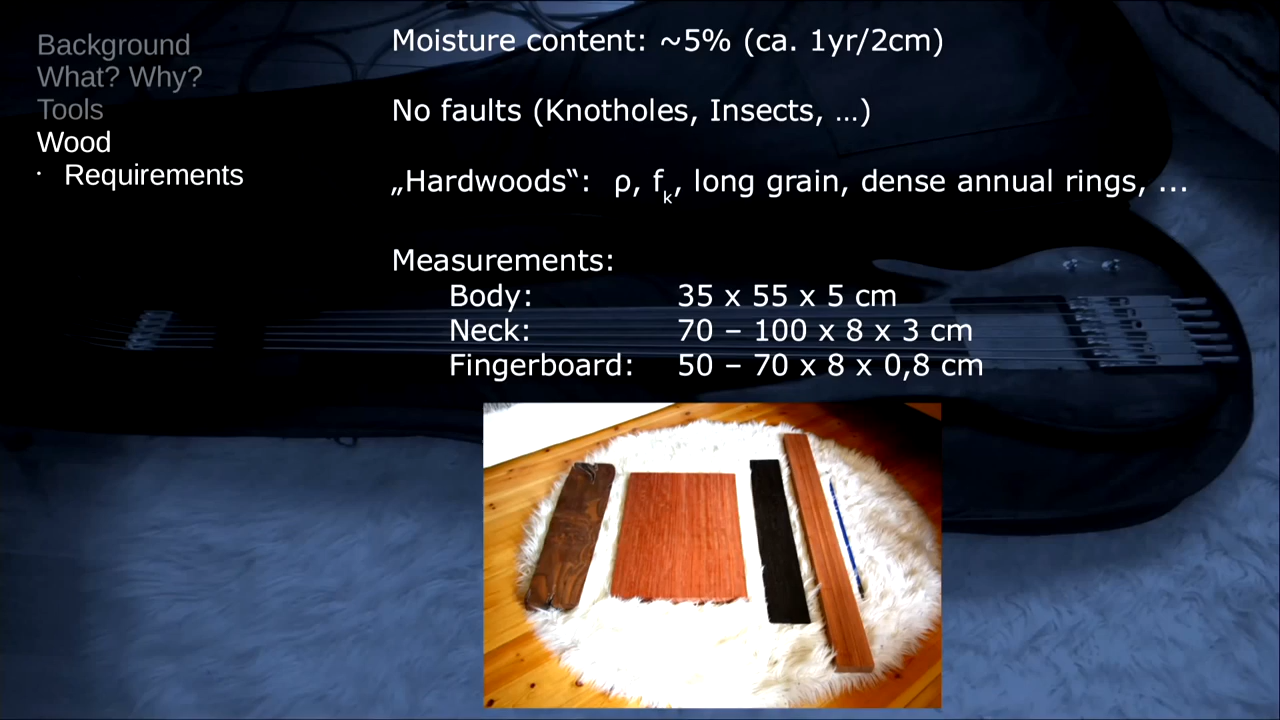 Background
What? Why?
Tools
Wood
· Requirements
Moisture content: ~5% (ca. 1yr/2cm)
No faults (Knotholes, Insects, …)
„Hardwoods“: ρ, fk, long grain, dense annual rings, ...
Measurements:
Body: 35 x 55 x 5 cm
Neck: 70 – 100 x 8 x 3 cm
Fingerboard: 50 – 70 x 8 x 0,8 cm